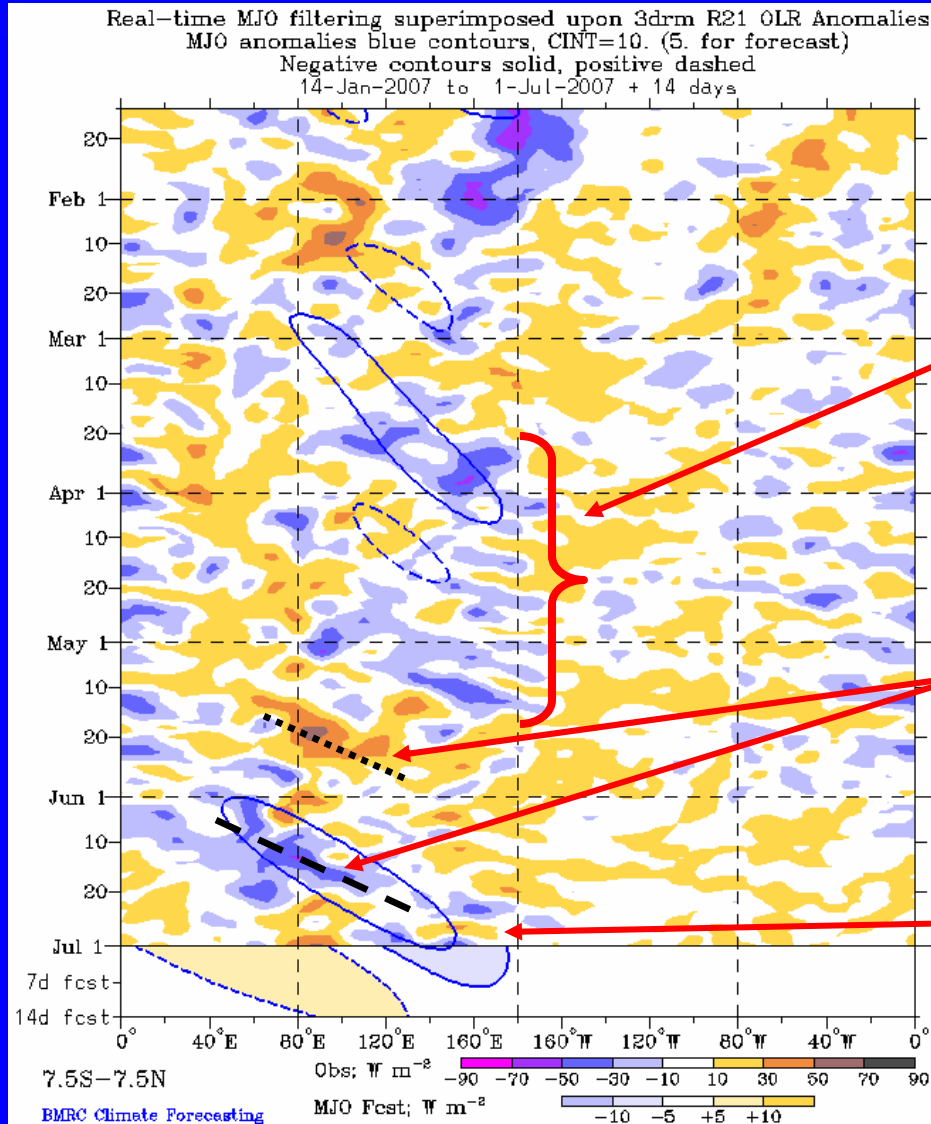 Real-time MJO filtering superimposed upon 3drm R21 OLR Anomalies
MJO anomalies blue contours, CINT=10. (5. for forecast)
Negative contours solid, positive dashed
14-Jan-2007 to 1-Jul-2007 + 14 days
20
Feb 1
10
20
Mar 1
10
20
Apr 1
10
20
May 1
10
20
Jun 1
10
20
Jul 1
7d fcst
14d fcst
0° 40°E 80°E 120°E 160°E 160°W 120°W 80°W 40°W 0°
7.5S-7.5N
Obs; W m⁻²
-90 -70 -50 -30 -10 10 30 50 70 90
MJO Fcst; W m⁻²
-10 -5 +5 +10
BMRC Climate Forecasting